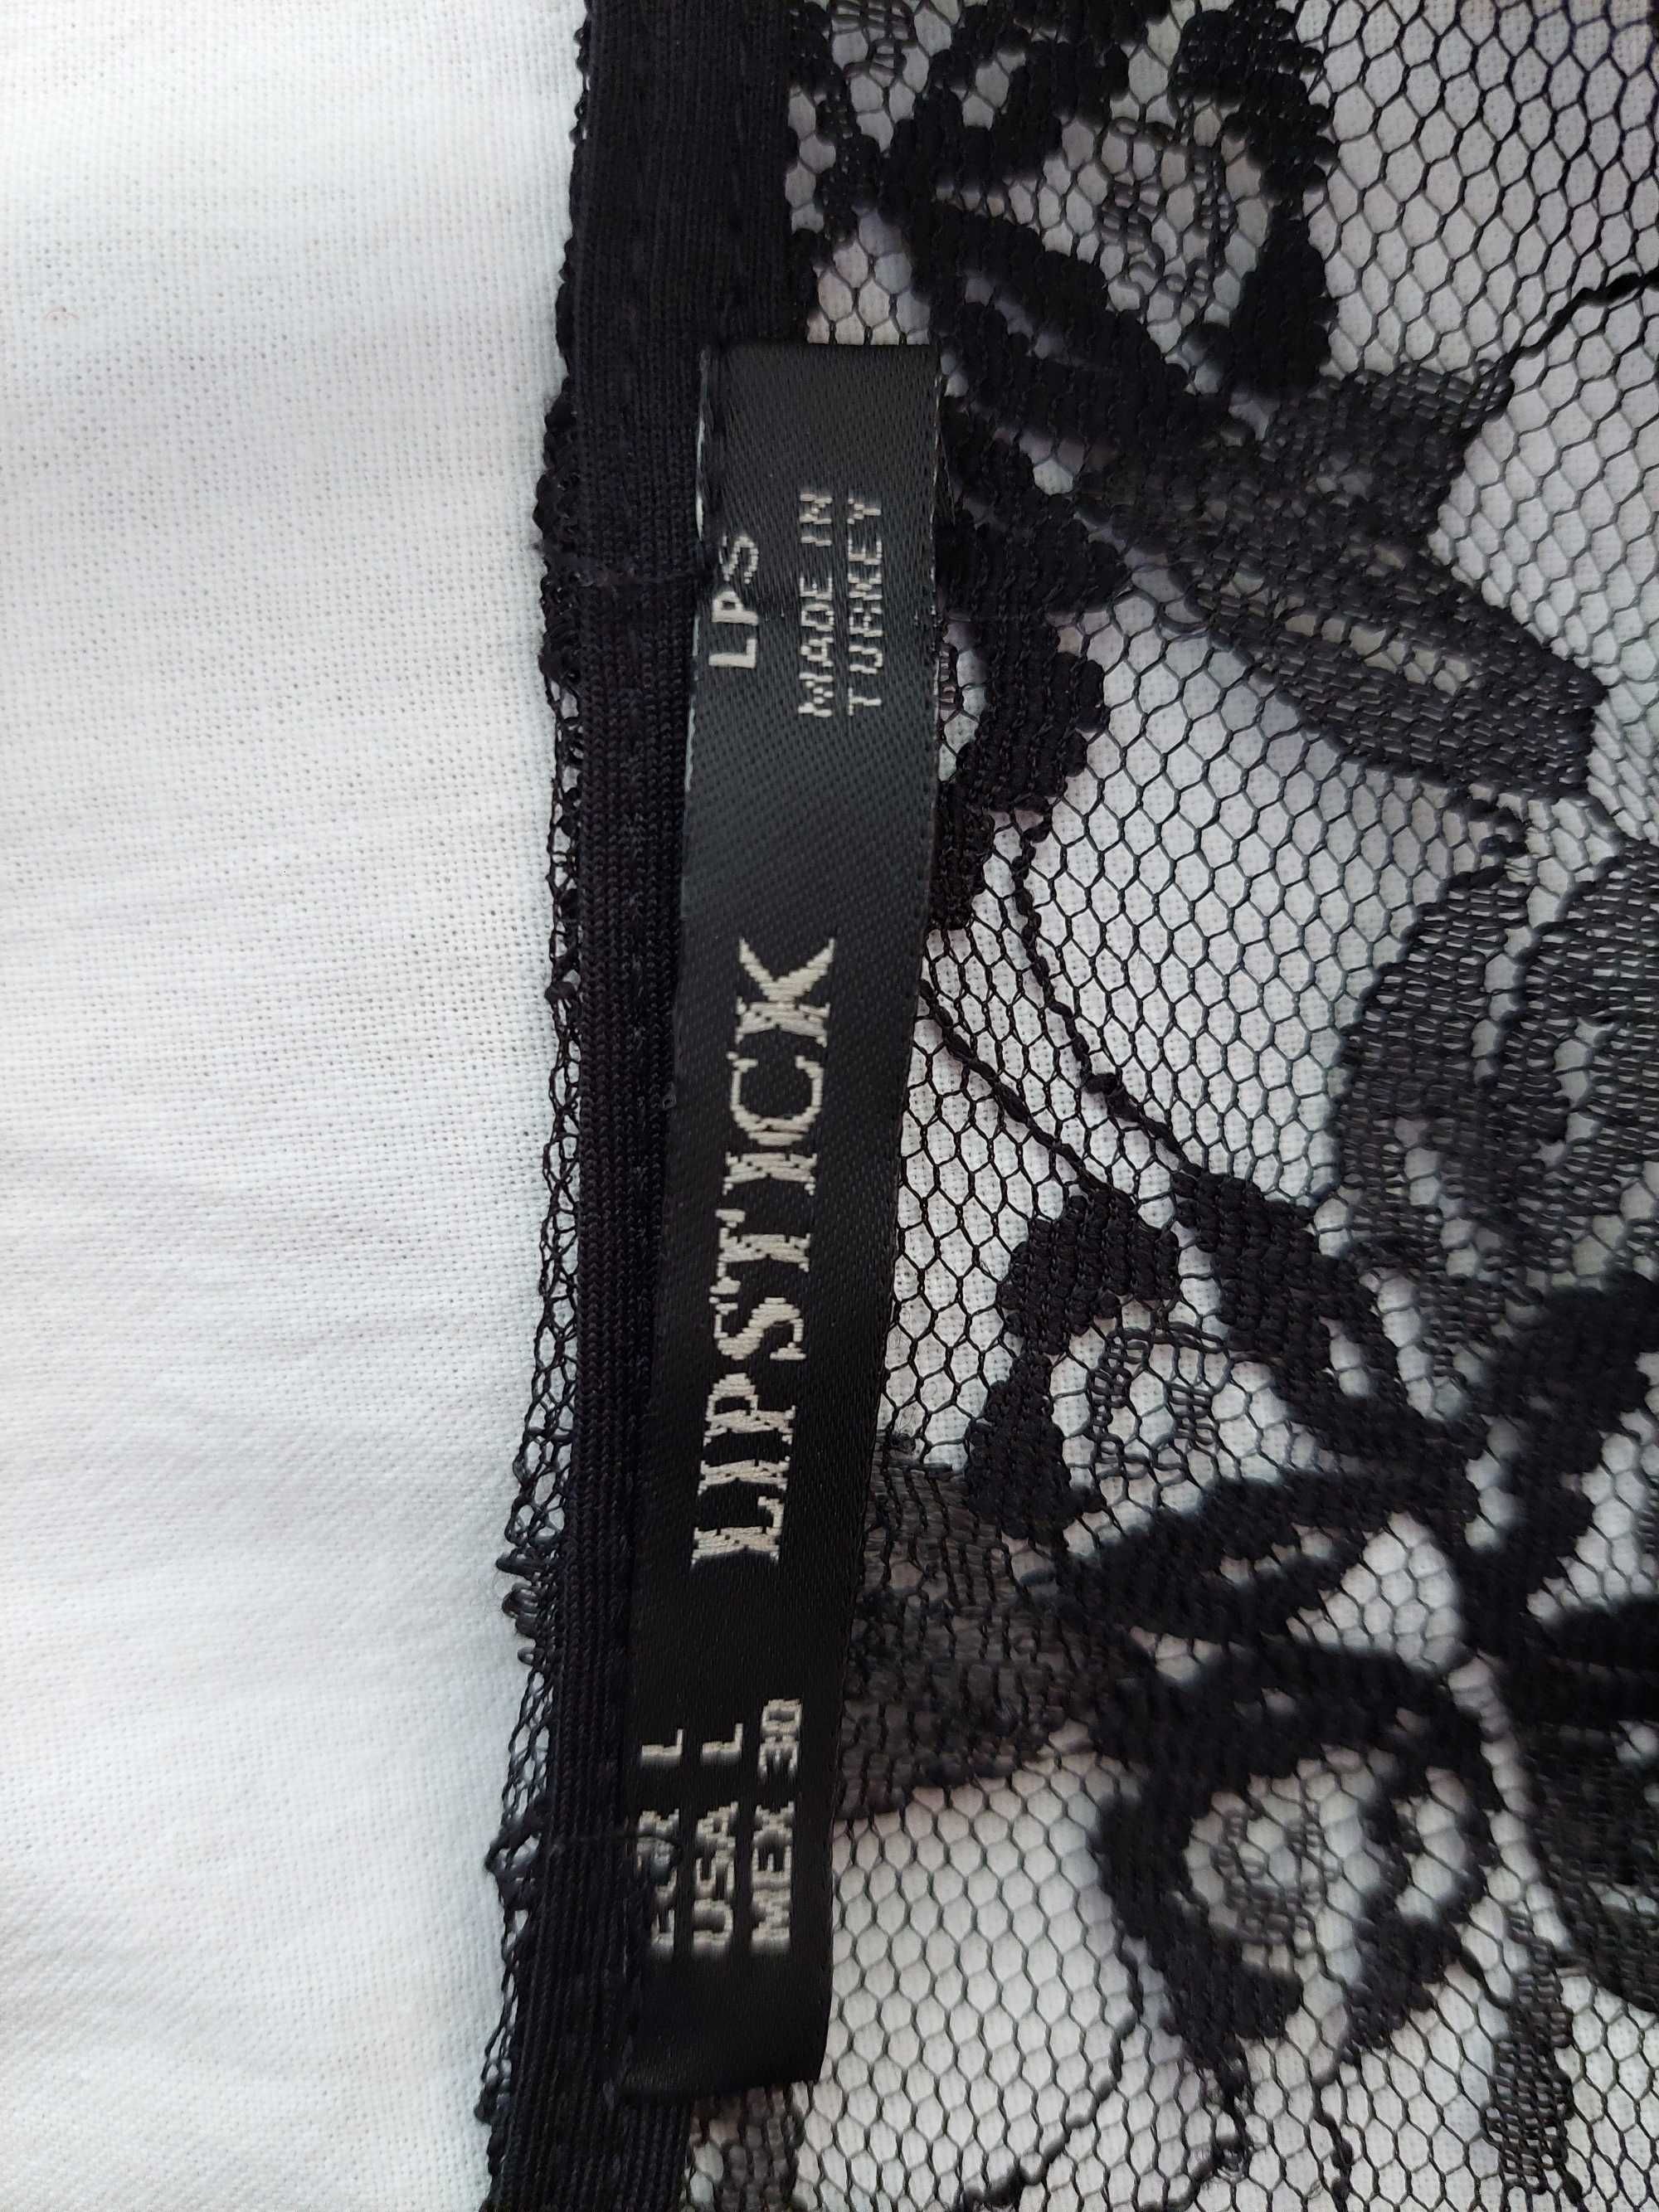 EUR L
USA L
MEX 30
LIPSTICK
LPS
MADE IN
TURKEY